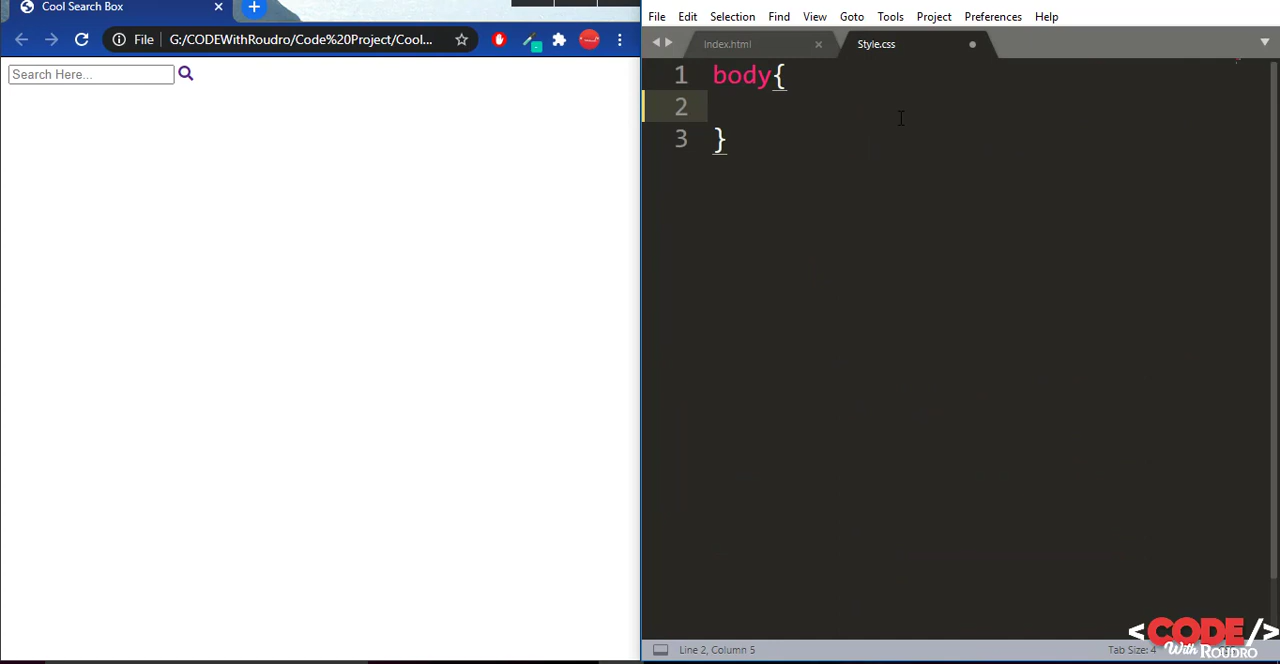 Cool Search Box
File G:/CODEWithRoudro/Code%20Project/Cool...
Search Here...
File Edit Selection Find View Goto Tools Project Preferences Help
Index.html Style.css
1 body{
2
3 }
Line 2, Column 5
Tab Size: 4
<CODE/>
With ROUDRO